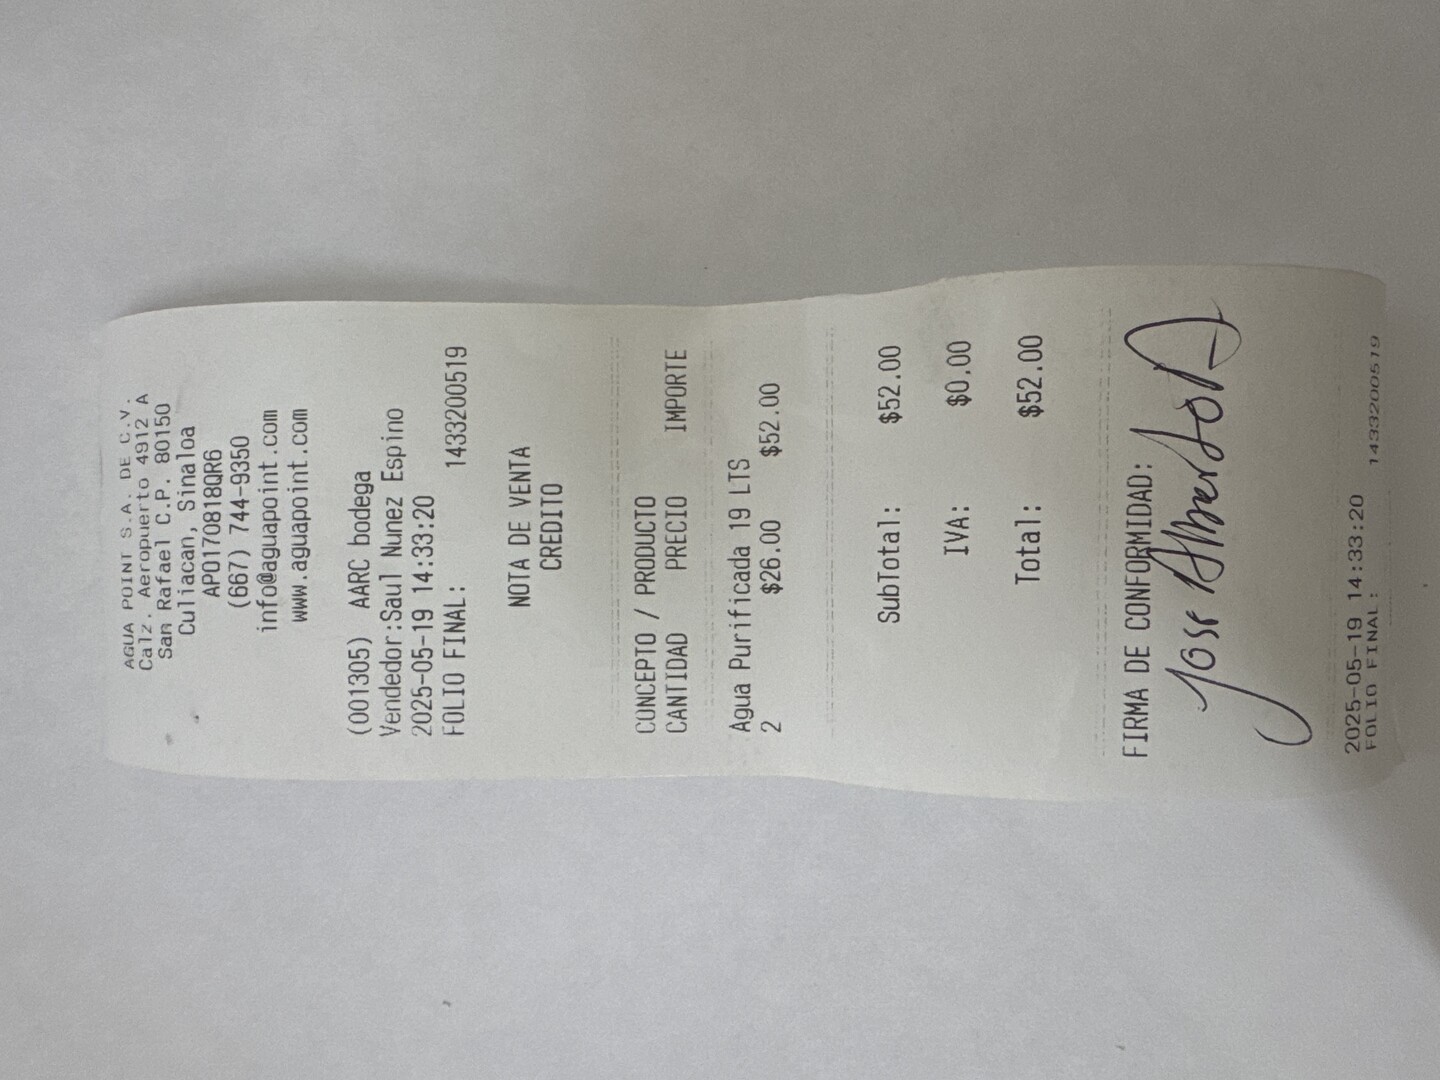 AGUA POINT S.A. DE C.V.
Calz. Aeropuerto 4912 A
San Rafael C.P. 80150
Culiacan, Sinaloa
APO170818QR6
(667) 744-9350
info@aguapoint.com
www.aguapoint.com
(001305) AARC bodega
Vendedor:Saul Nunez Espino
2025-05-19 14:33:20
FOLIO FINAL: 1433200519
NOTA DE VENTA
CREDITO
CONCEPTO / PRODUCTO
CANTIDAD PRECIO IMPORTE
Agua Purificada 19 LTS
2 $26.00 $52.00
SubTotal: $52.00
IVA: $0.00
Total: $52.00
FIRMA DE CONFORMIDAD:
Jose Alberto
2025-05-19 14:33:20
FOLIO FINAL: 1433200519